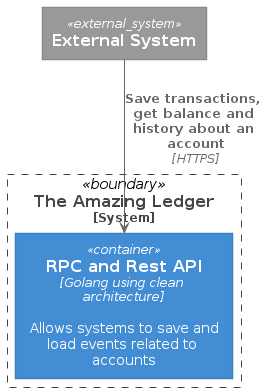 «external_system»
External System
Save transactions,
get balance and
history about an
account
[HTTPS]
«boundary»
The Amazing Ledger
[System]
«container»
RPC and Rest API
[Golang using clean
architecture]
Allows systems to save and
load events related to
accounts